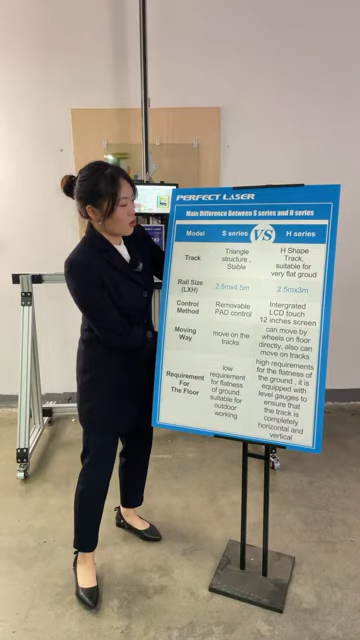 PERFECT LASER
Main Difference Between S series and H series
Model S series VS H series
Track
Triangle
structure ,
Stable
H Shape
Track,
suitable for
very flat groud
Rail Size
(LXH)
2.5mx4.5m
2.5mx3m
Control
Method
Removable
PAD control
Intergrated
LCD touch
12 inches screen
Moving
Way
move on the
tracks
can move by
wheels on floor
directly, also can
move on tracks
Requirement
For
The Floor
low
requirement
for flatness
of ground,
suitable for
outdoor
working
high requirements
for the flatness of
the ground , it is
equipped with
level gauges to
ensure that
the track is
completely
horizontal and
vertical